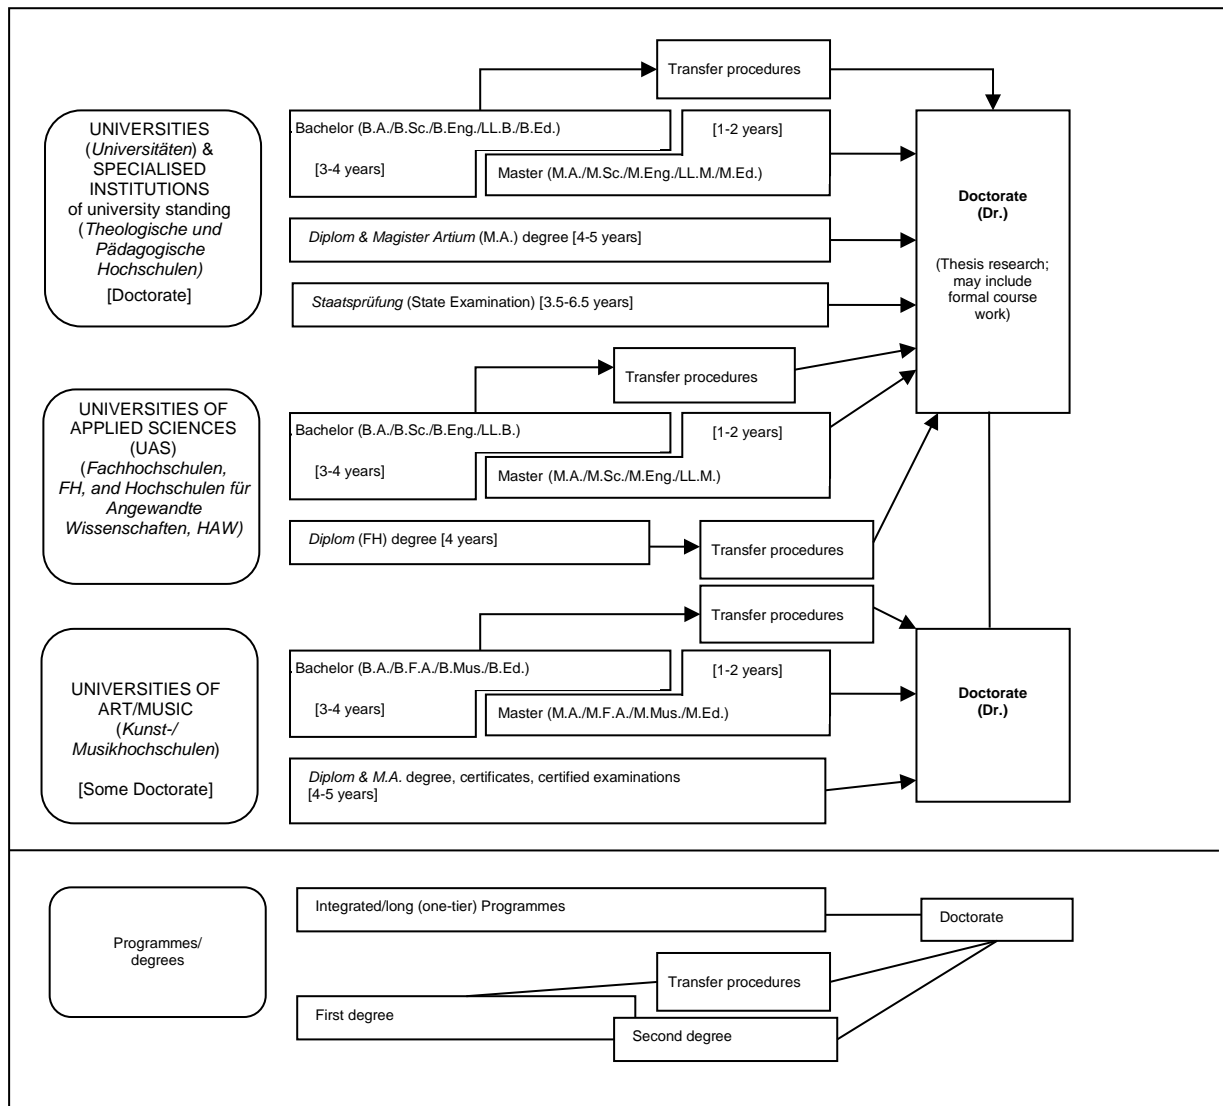 Transfer procedures
UNIVERSITIES
(Universitäten) &
SPECIALISED
INSTITUTIONS
of university standing
(Theologische und
Pädagogische
Hochschulen)
[Doctorate]
. Bachelor (B.A./B.Sc./B.Eng./LL.B./B.Ed.)
[3-4 years]
[1-2 years]
Master (M.A./M.Sc./M.Eng./LL.M./M.Ed.)
Diplom & Magister Artium (M.A.) degree [4-5 years]
Staatsprüfung (State Examination) [3.5-6.5 years]
Doctorate
(Dr.)
(Thesis research;
may include
formal course
work)
Transfer procedures
UNIVERSITIES OF
APPLIED SCIENCES
(UAS)
(Fachhochschulen,
FH, and Hochschulen für
Angewandte
Wissenschaften, HAW)
. Bachelor (B.A./B.Sc./B.Eng./LL.B.)
[3-4 years]
[1-2 years]
Master (M.A./M.Sc./M.Eng./LL.M.)
Diplom (FH) degree [4 years]
Transfer procedures
Transfer procedures
UNIVERSITIES OF
ART/MUSIC
(Kunst-/
Musikhochschulen)
[Some Doctorate]
. Bachelor (B.A./B.F.A./B.Mus./B.Ed.)
[3-4 years]
[1-2 years]
Master (M.A./M.F.A./M.Mus./M.Ed.)
Diplom & M.A. degree, certificates, certified examinations
[4-5 years]
Doctorate
(Dr.)
Programmes/
degrees
Integrated/long (one-tier) Programmes
Doctorate
Transfer procedures
First degree
Second degree